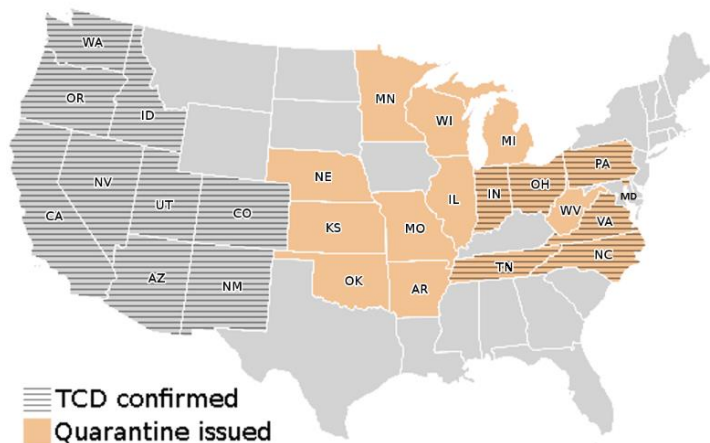 WA
OR
ID
MN
WI
MI
NV
NE
PA
UT
CO
IL
IN
OH
MD
CA
KS
MO
WV
VA
AZ
NM
OK
AR
TN
NC
TCD confirmed
Quarantine issued